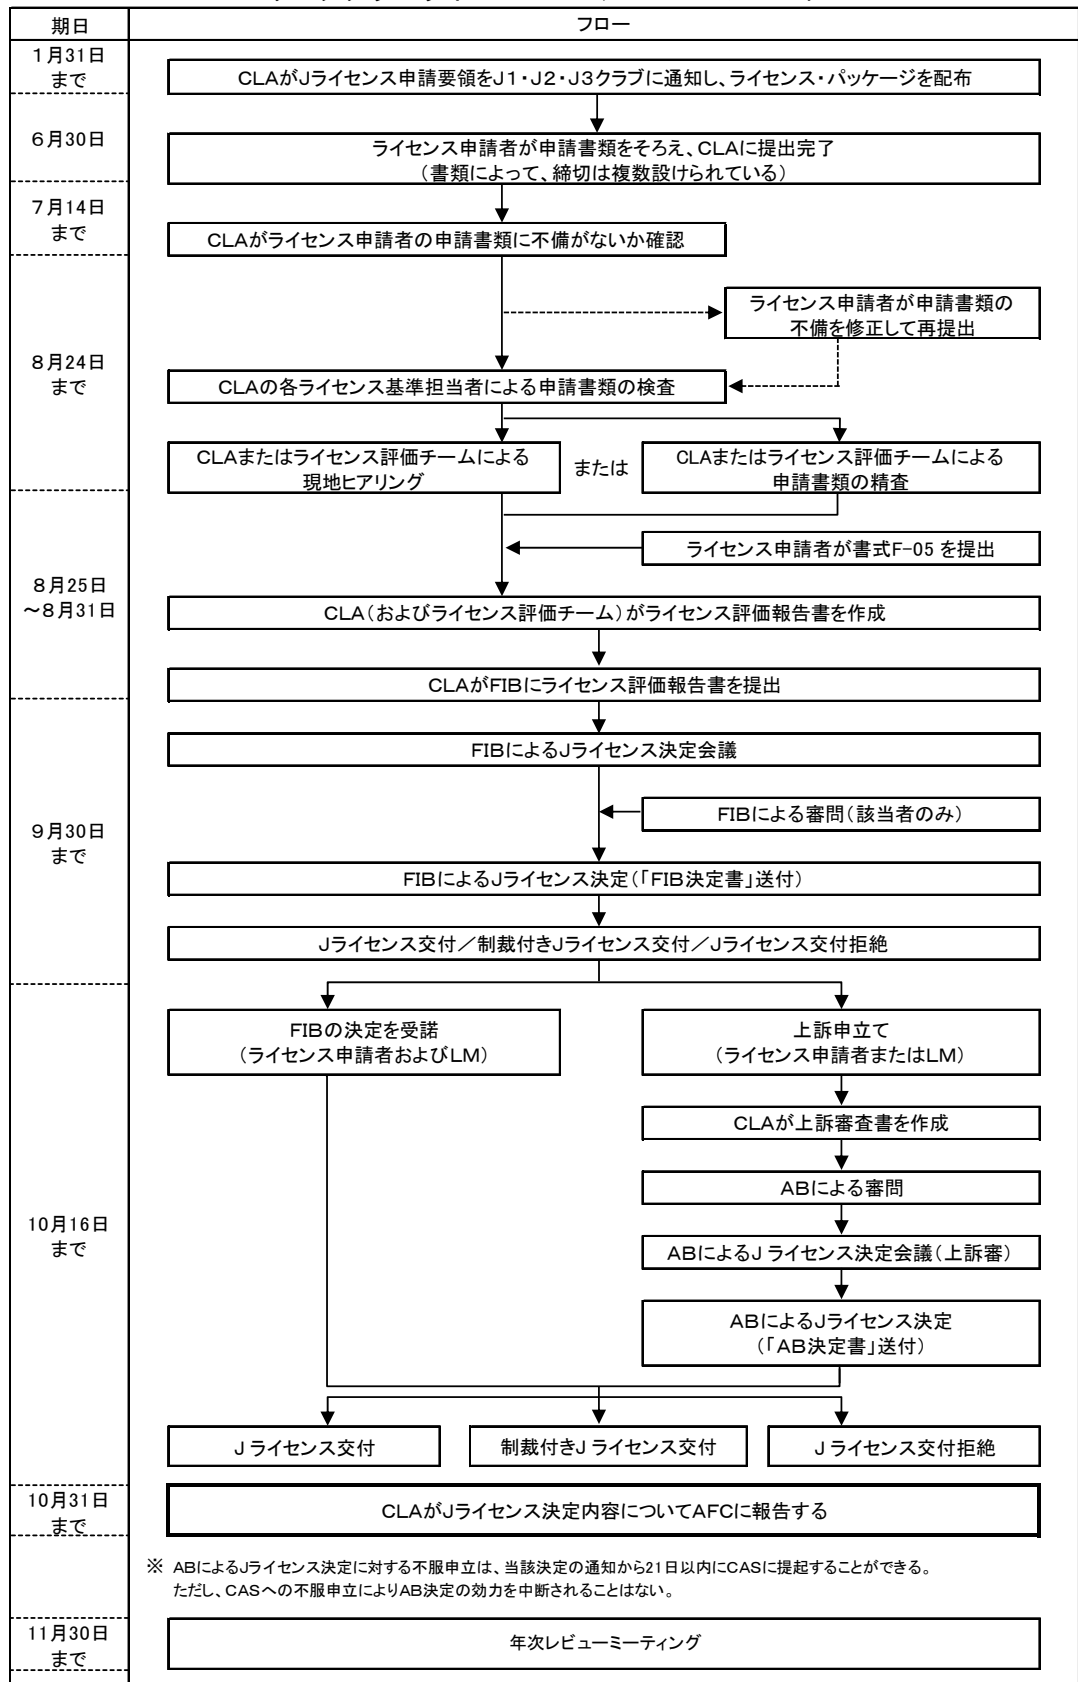 期日
フロー
1月31日
まで
CLAがJライセンス申請要領をJ1・J2・J3クラブに通知し、ライセンス・パッケージを配布
6月30日
ライセンス申請者が申請書類をそろえ、CLAに提出完了
（書類によって、締切は複数設けられている）
7月14日
まで
CLAがライセンス申請者の申請書類に不備がないか確認
ライセンス申請者が申請書類の
不備を修正して再提出
8月24日
まで
CLAの各ライセンス基準担当者による申請書類の検査
CLAまたはライセンス評価チームによる
現地ヒアリング
または
CLAまたはライセンス評価チームによる
申請書類の精査
ライセンス申請者が書式F-05 を提出
8月25日
～8月31日
CLA（およびライセンス評価チーム）がライセンス評価報告書を作成
CLAがFIBにライセンス評価報告書を提出
FIBによるJライセンス決定会議
FIBによる審問（該当者のみ）
9月30日
まで
FIBによるJライセンス決定（「FIB決定書」送付）
Jライセンス交付／制裁付きJライセンス交付／Jライセンス交付拒絶
FIBの決定を受諾
（ライセンス申請者およびLM）
上訴申立て
（ライセンス申請者またはLM）
CLAが上訴審査書を作成
ABによる審問
10月16日
まで
ABによるJ ライセンス決定会議（上訴審）
ABによるJライセンス決定
（「AB決定書」送付）
J ライセンス交付
制裁付きJ ライセンス交付
J ライセンス交付拒絶
10月31日
まで
CLAがJライセンス決定内容についてAFCに報告する
※ ABによるJライセンス決定に対する不服申立は、当該決定の通知から21日以内にCASに提起することができる。
ただし、CASへの不服申立によりAB決定の効力を中断されることはない。
11月30日
まで
年次レビューミーティング